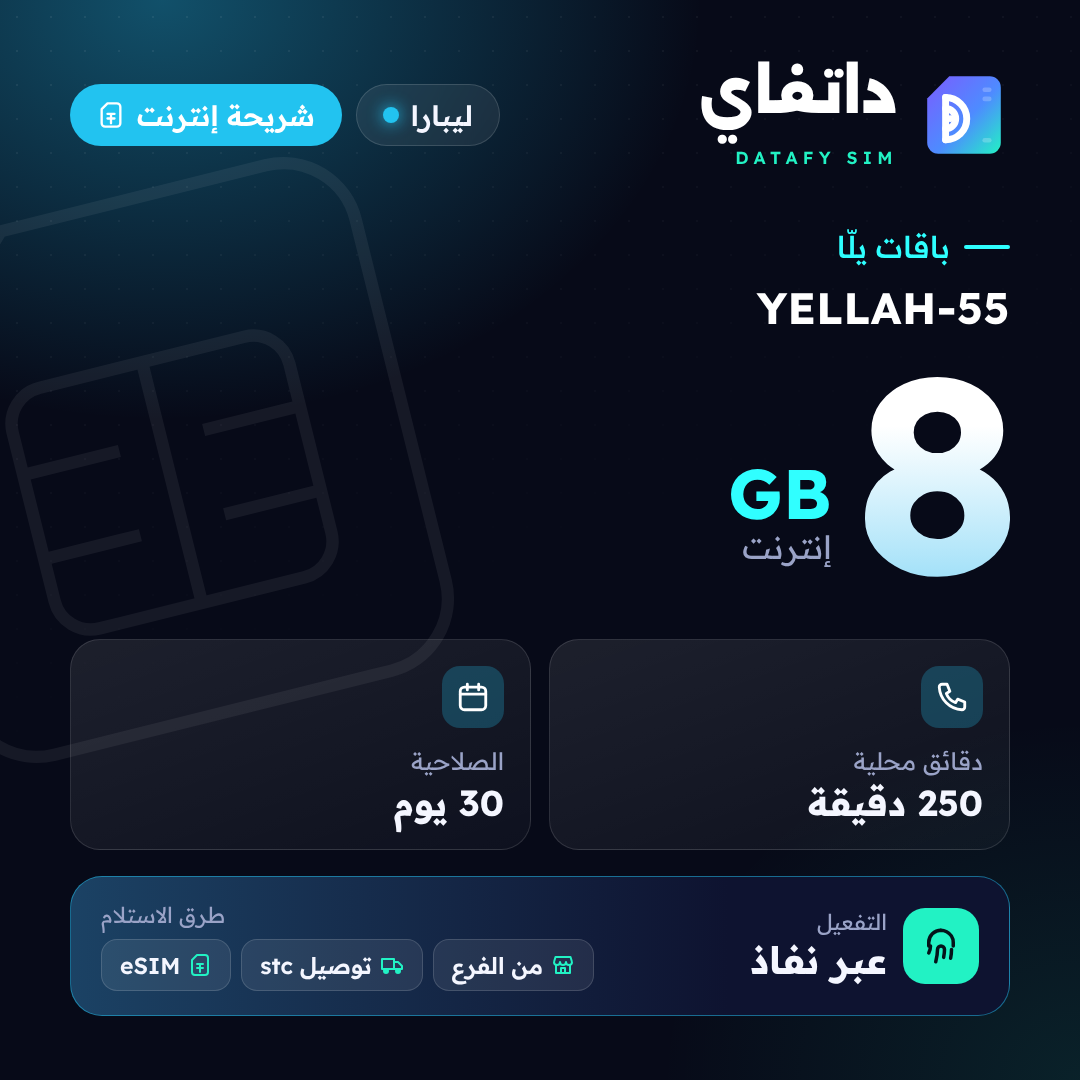 داتفاي
DATAFY SIM
ليبارا
شريحة إنترنت
باقات يلّا
YELLAH-55
8
GB
إنترنت
دقائق محلية
250 دقيقة
الصلاحية
30 يوم
التفعيل
عبر نفاذ
طرق الاستلام
من الفرع
توصيل stc
eSIM